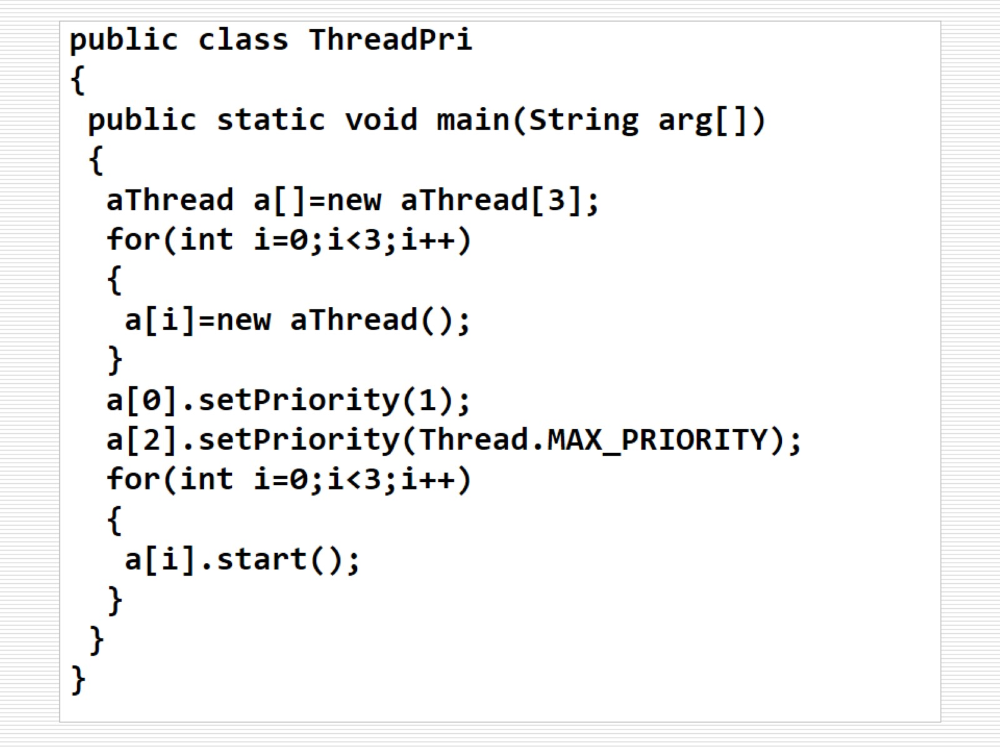 public class ThreadPri
{
 public static void main(String arg[])
 {
  aThread a[]=new aThread[3];
  for(int i=0;i<3;i++)
  {
   a[i]=new aThread();
  }
  a[0].setPriority(1);
  a[2].setPriority(Thread.MAX_PRIORITY);
  for(int i=0;i<3;i++)
  {
   a[i].start();
  }
 }
}